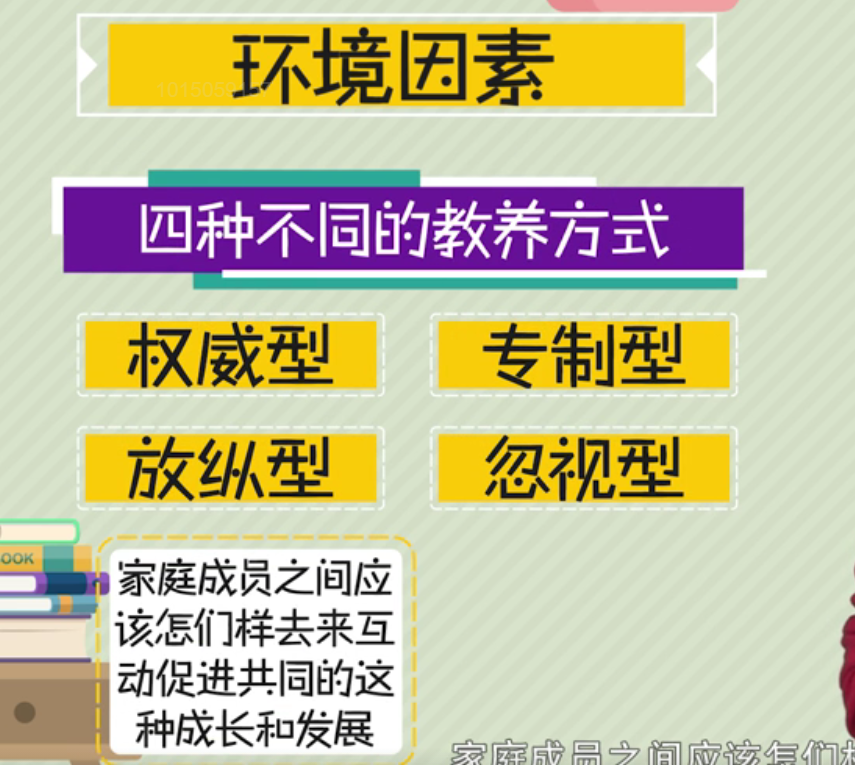 环境因素
四种不同的教养方式
权威型
专制型
放纵型
忽视型
OOK
家庭成员之间应
该怎们样去来互
动促进共同的这
种成长和发展
家庭成员之间应该怎们